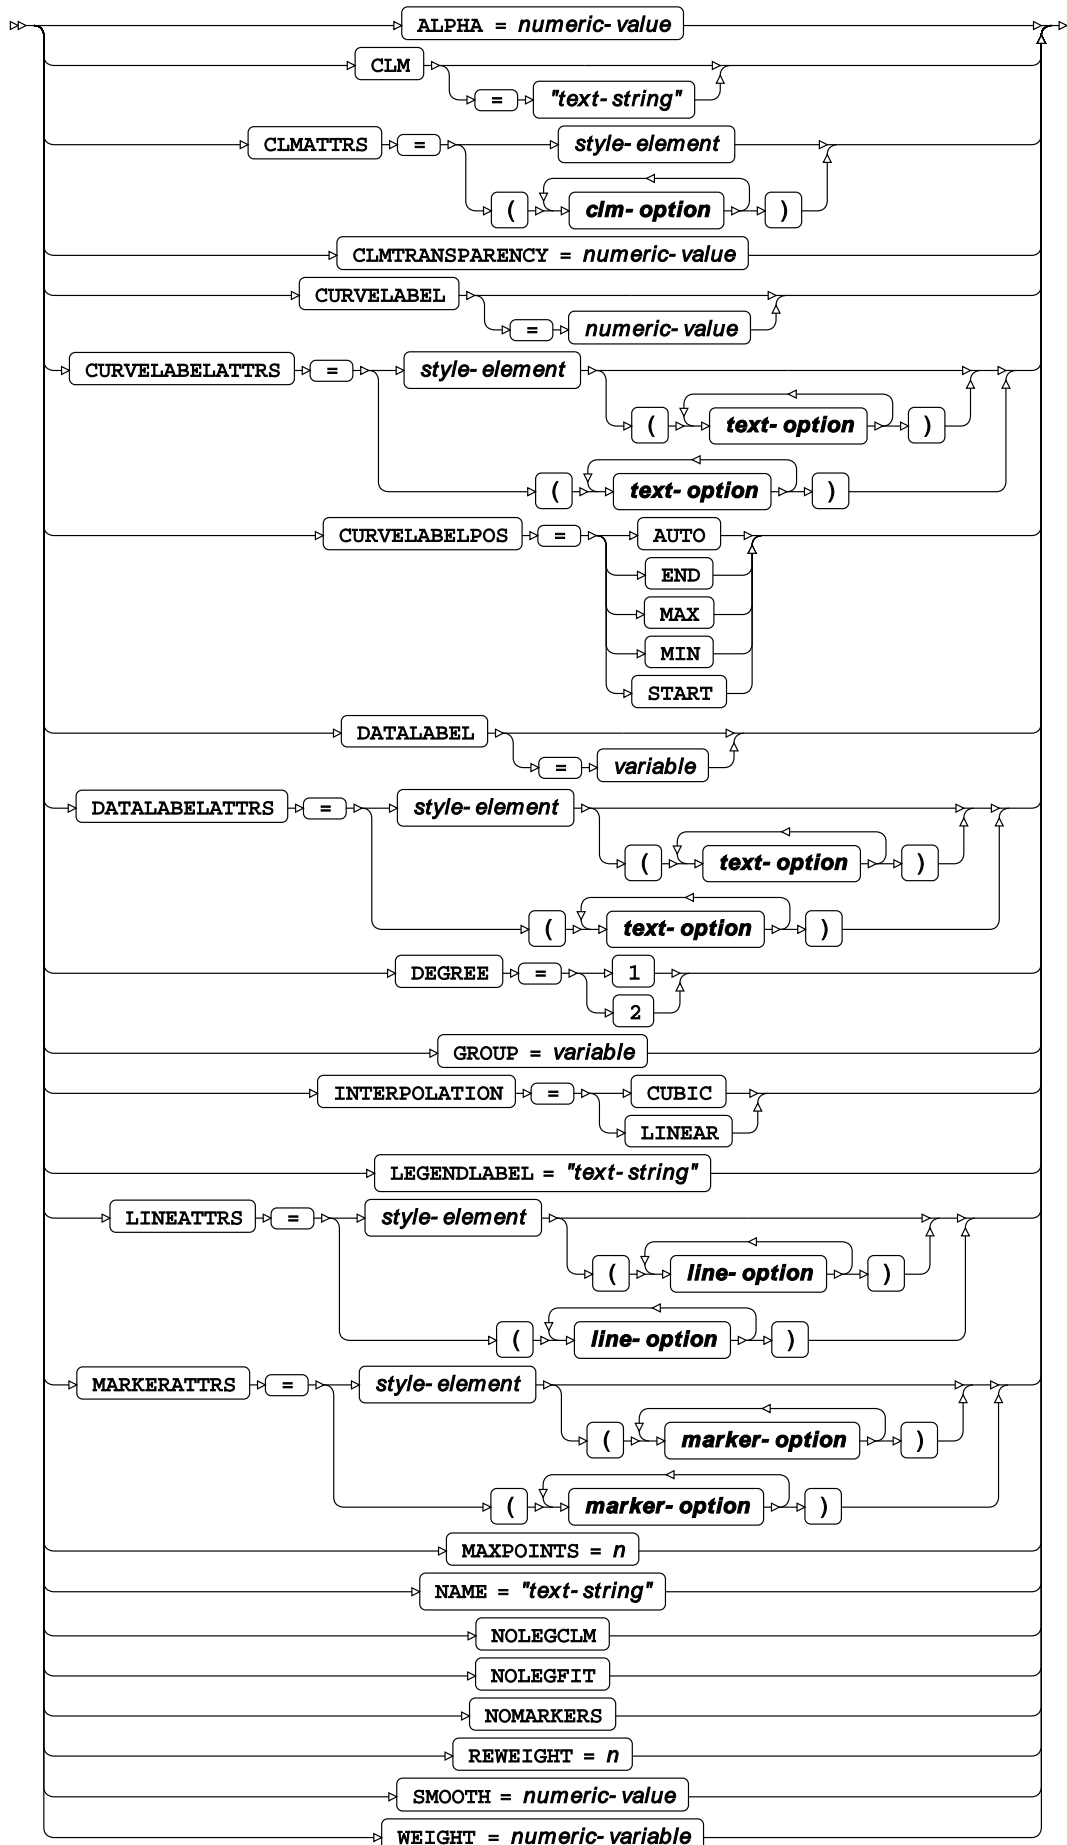 ALPHA = numeric-value
CLM
= "text-string"
CLMATTRS = style-element
( clm-option )
CLMTRANSPARENCY = numeric-value
CURVELABEL
= numeric-value
CURVELABELATTRS = style-element
( text-option )
( text-option )
CURVELABELPOS = AUTO
END
MAX
MIN
START
DATALABEL
= variable
DATALABELATTRS = style-element
( text-option )
( text-option )
DEGREE = 1
2
GROUP = variable
INTERPOLATION = CUBIC
LINEAR
LEGENDLABEL = "text-string"
LINEATTRS = style-element
( line-option )
( line-option )
MARKERATTRS = style-element
( marker-option )
( marker-option )
MAXPOINTS = n
NAME = "text-string"
NOLEGCLM
NOLEGFIT
NOMARKERS
REWEIGHT = n
SMOOTH = numeric-value
WEIGHT = numeric-variable